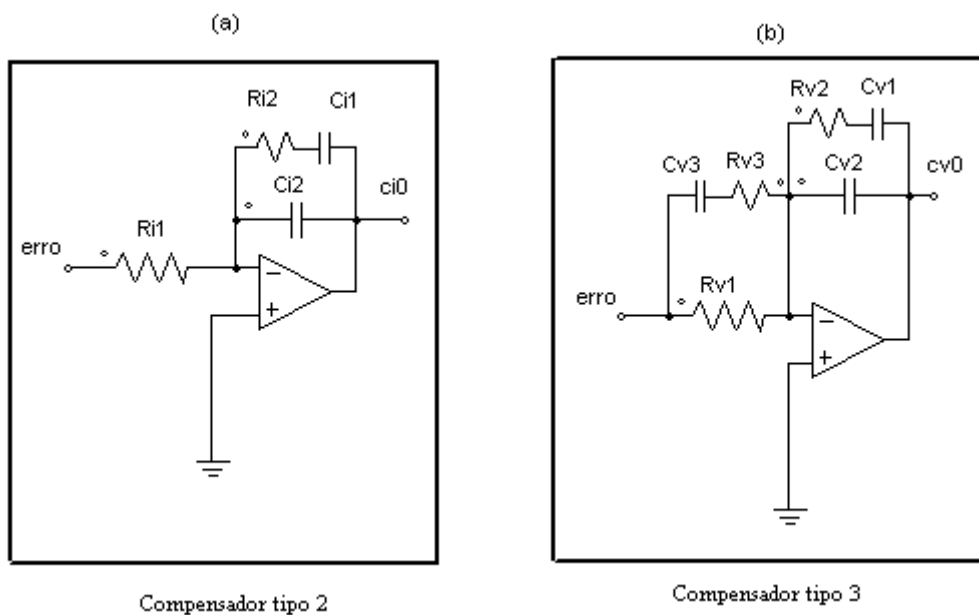 (a)
(b)
Ri2
Ci1
Ci2
ci0
Ri1
erro
−
+
Rv2
Cv1
Cv3
Rv3
Cv2
cv0
Rv1
erro
−
+
Compensador tipo 2
Compensador tipo 3